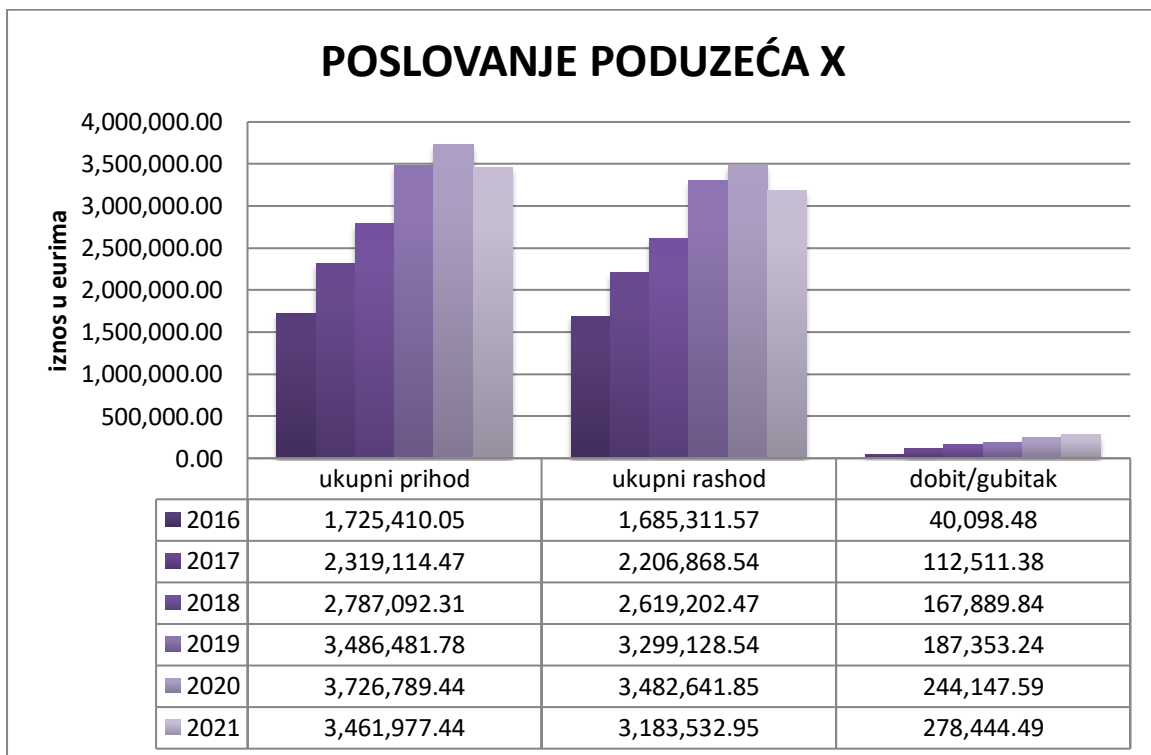 POSLOVANJE PODUZEĆA X
iznos u eurima
4,000,000.00
3,500,000.00
3,000,000.00
2,500,000.00
2,000,000.00
1,500,000.00
1,000,000.00
500,000.00
0.00
ukupni prihod ukupni rashod dobit/gubitak
2016 1,725,410.05 1,685,311.57 40,098.48
2017 2,319,114.47 2,206,868.54 112,511.38
2018 2,787,092.31 2,619,202.47 167,889.84
2019 3,486,481.78 3,299,128.54 187,353.24
2020 3,726,789.44 3,482,641.85 244,147.59
2021 3,461,977.44 3,183,532.95 278,444.49